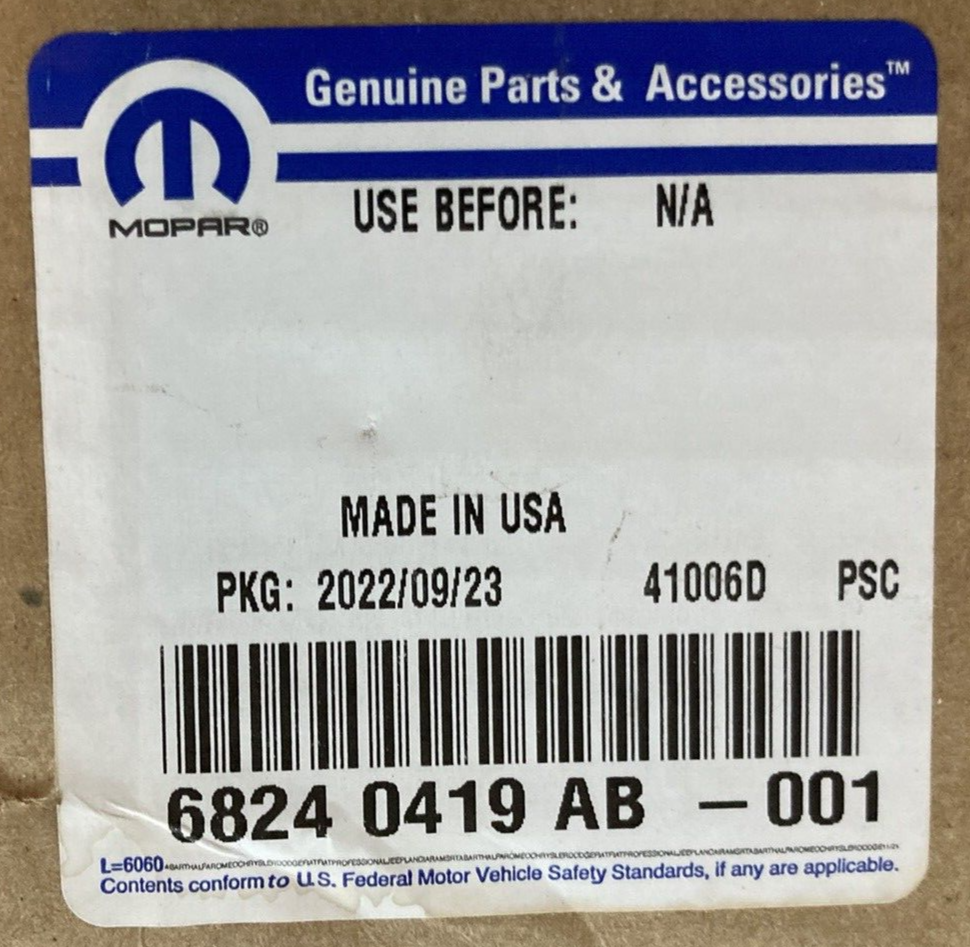 Genuine Parts & Accessories™
MOPAR®
USE BEFORE: N/A
MADE IN USA
PKG: 2022/09/23 41006D PSC
6824 0419 AB – 001
L=6060
Contents conform to U.S. Federal Motor Vehicle Safety Standards, if any are applicable.